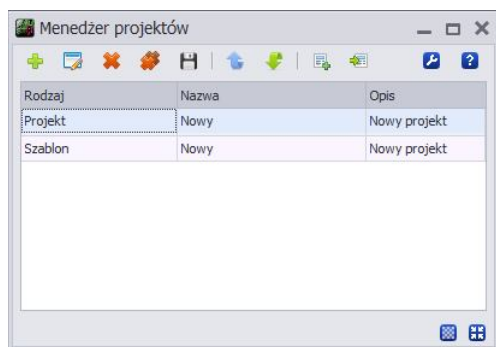 Menedżer projektów
Rodzaj Nazwa Opis
Projekt Nowy Nowy projekt
Szablon Nowy Nowy projekt